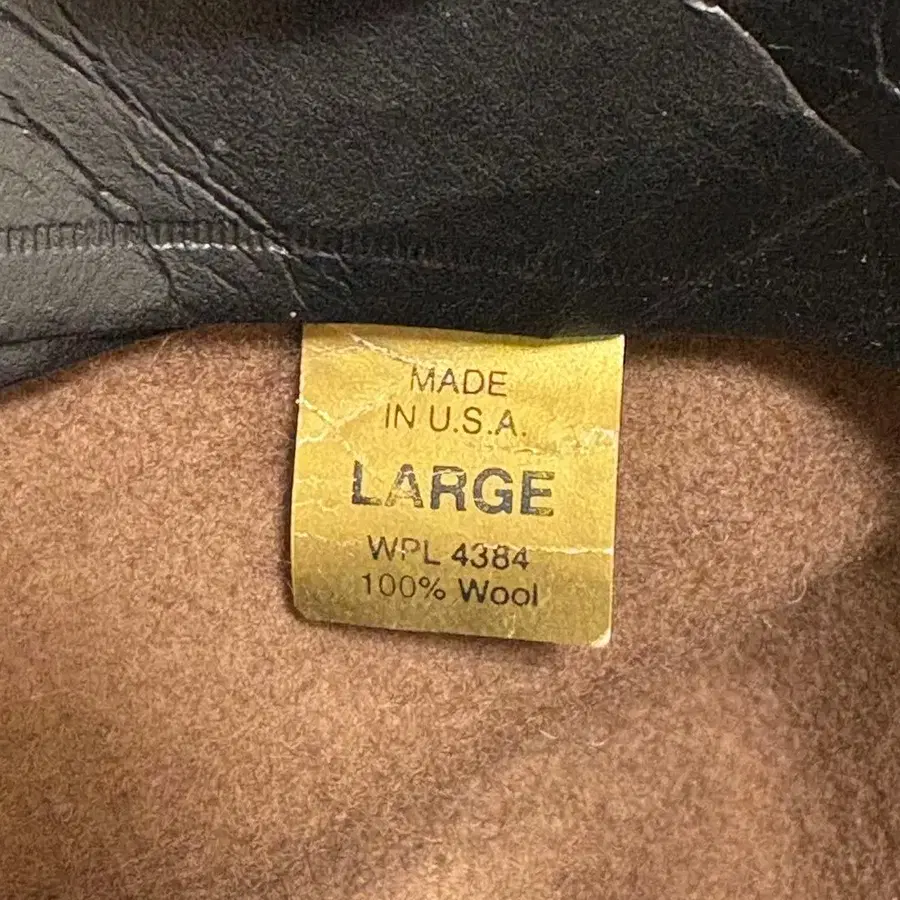 MADE
IN U.S.A.
LARGE
WPL 4384
100% Wool